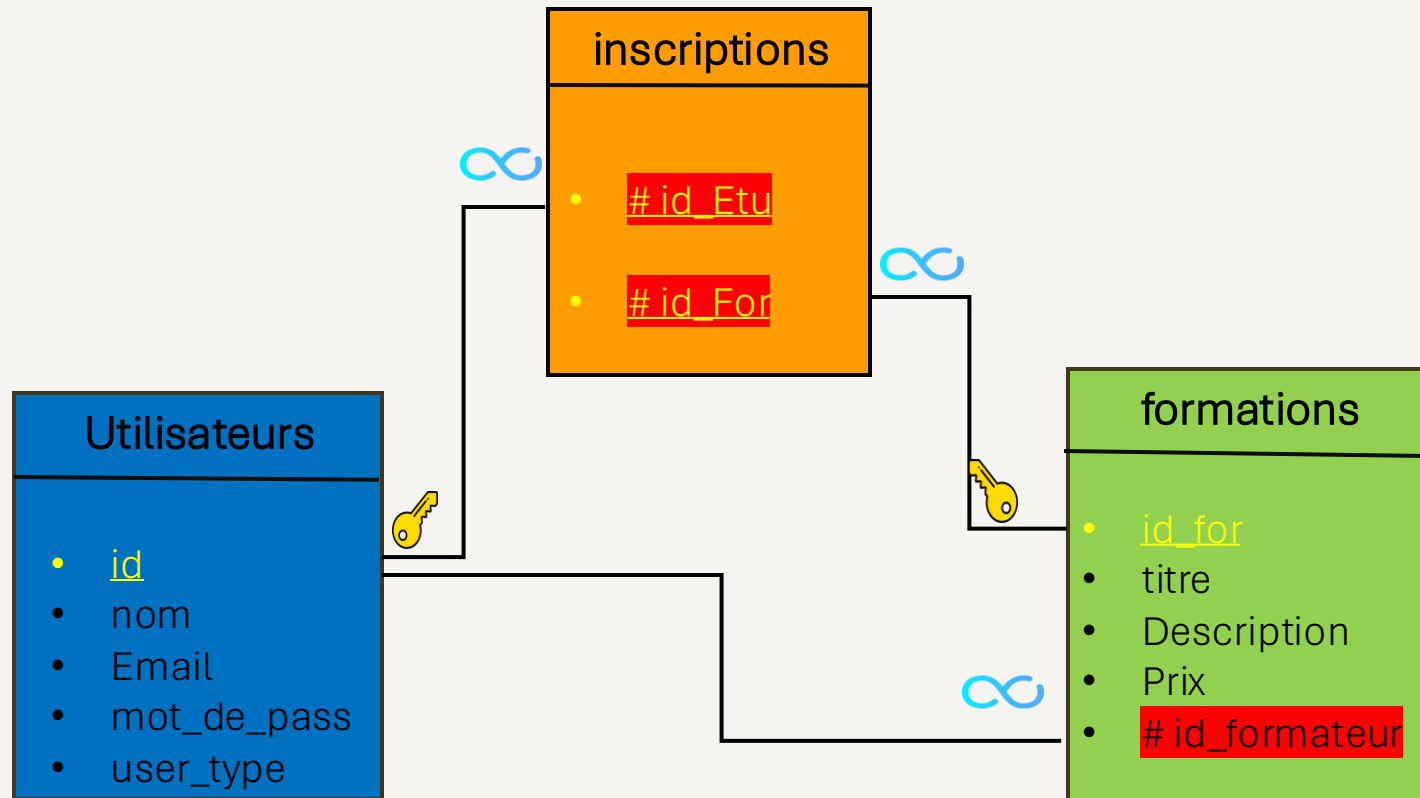 inscriptions
# id_Etu
# id_For
Utilisateurs
id
nom
Email
mot_de_pass
user_type
formations
id_for
titre
Description
Prix
# id_formateur